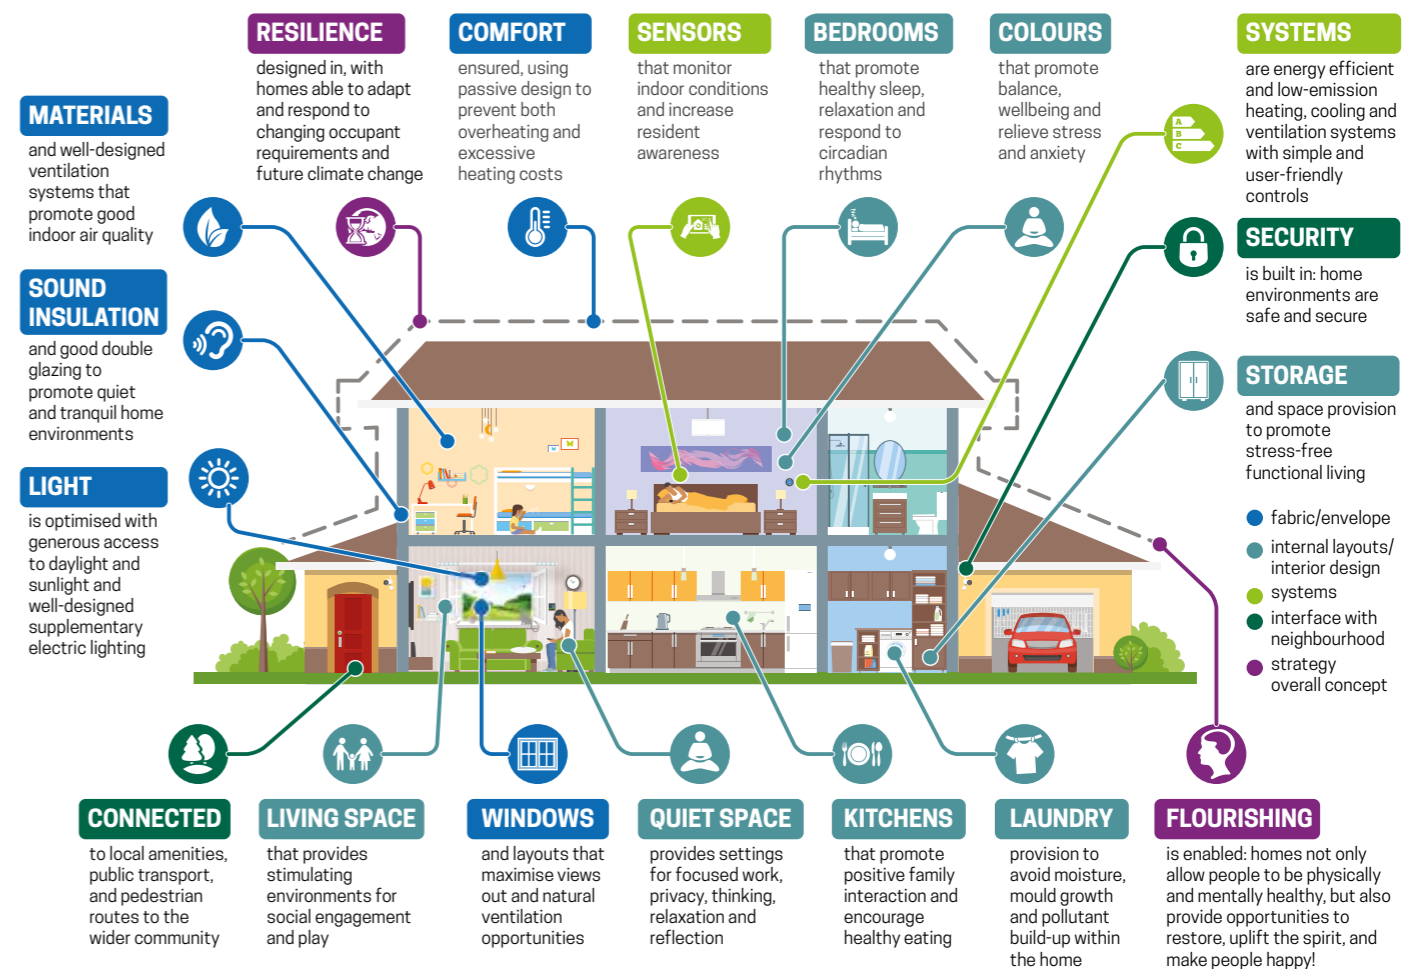 RESILIENCE
designed in, with
homes able to adapt
and respond to
changing occupant
requirements and
future climate change
COMFORT
ensured, using
passive design to
prevent both
overheating and
excessive
heating costs
SENSORS
that monitor
indoor conditions
and increase
resident
awareness
BEDROOMS
that promote
healthy sleep,
relaxation and
respond to
circadian
rhythms
COLOURS
that promote
balance,
wellbeing and
relieve stress
and anxiety
SYSTEMS
are energy efficient
and low-emission
heating, cooling and
ventilation systems
with simple and
user-friendly
controls
A
B
C
MATERIALS
and well-designed
ventilation
systems that
promote good
indoor air quality
SOUND
INSULATION
and good double
glazing to
promote quiet
and tranquil home
environments
LIGHT
is optimised with
generous access
to daylight and
sunlight and
well-designed
supplementary
electric lighting
SECURITY
is built in: home
environments are
safe and secure
STORAGE
and space provision
to promote
stress-free
functional living
fabric/envelope
internal layouts/
interior design
systems
interface with
neighbourhood
strategy
overall concept
CONNECTED
to local amenities,
public transport,
and pedestrian
routes to the
wider community
LIVING SPACE
that provides
stimulating
environments for
social engagement
and play
WINDOWS
and layouts that
maximise views
out and natural
ventilation
opportunities
QUIET SPACE
provides settings
for focused work,
privacy, thinking,
relaxation and
reflection
KITCHENS
that promote
positive family
interaction and
encourage
healthy eating
LAUNDRY
provision to
avoid moisture,
mould growth
and pollutant
build-up within
the home
FLOURISHING
is enabled: homes not only
allow people to be physically
and mentally healthy, but also
provide opportunities to
restore, uplift the spirit, and
make people happy!